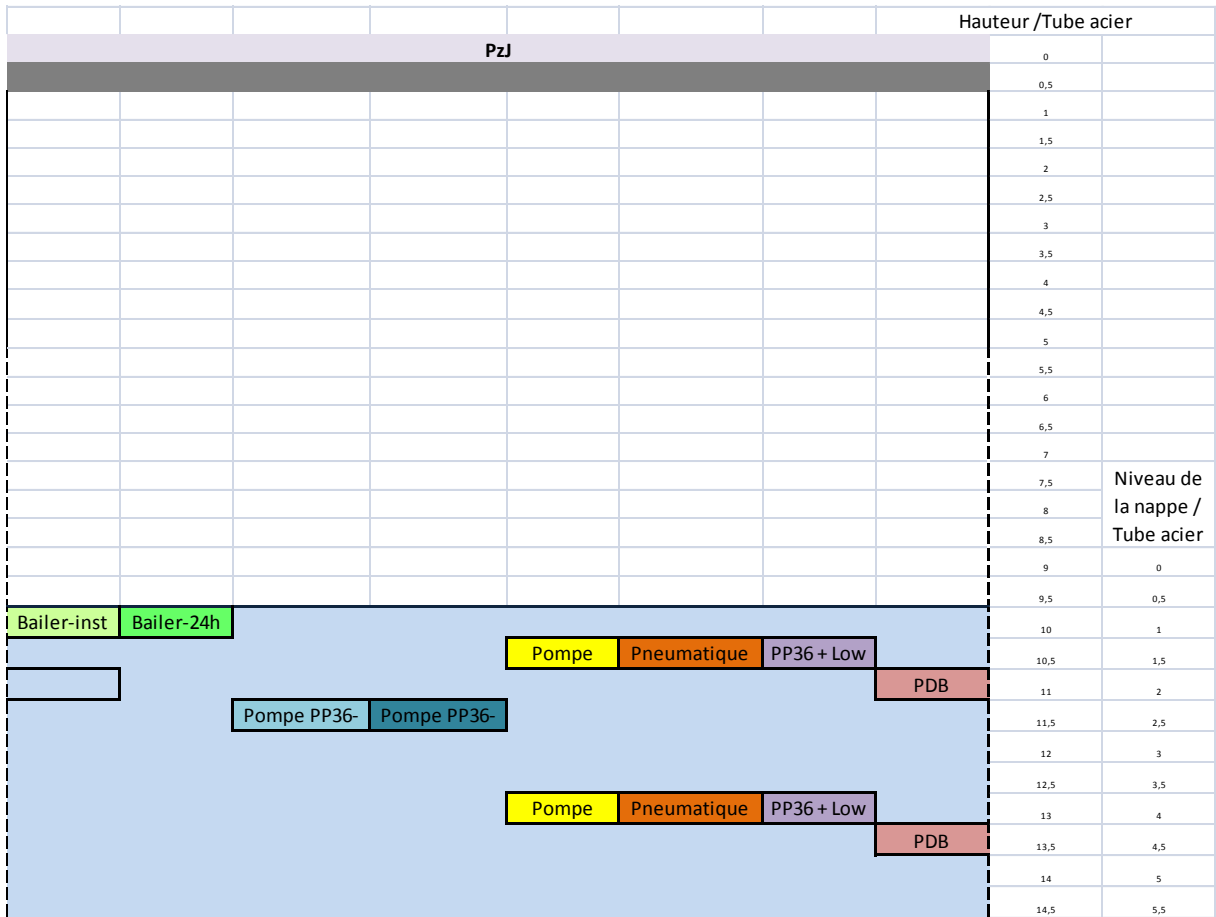 Hauteur /Tube acier
PzJ
0
0,5
1
1,5
2
2,5
3
3,5
4
4,5
5
5,5
6
6,5
7
7,5
Niveau de
la nappe /
Tube acier
8
8,5
9 0
9,5 0,5
Bailer-inst Bailer-24h 10 1
Pompe Pneumatique PP36 + Low 10,5 1,5
PDB 11 2
Pompe PP36- Pompe PP36- 11,5 2,5
12 3
12,5 3,5
Pompe Pneumatique PP36 + Low 13 4
PDB 13,5 4,5
14 5
14,5 5,5